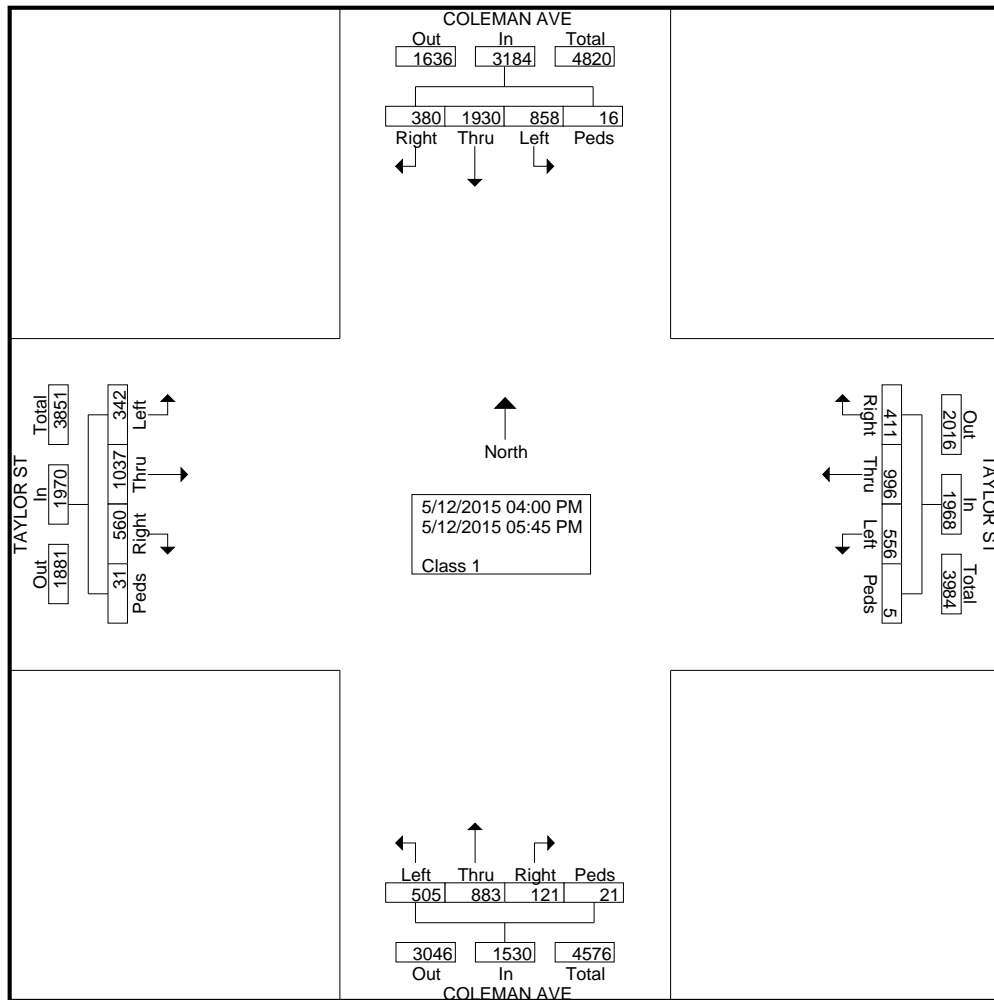 COLEMAN AVE
Out In Total
1636 3184 4820
380 1930 858 16
Right Thru Left Peds
TAYLOR ST
Total In Out
3851 1970 1881
342 1037 560 31
Left Thru Right Peds
North
5/12/2015 04:00 PM
5/12/2015 05:45 PM
Class 1
Right Thru Left Peds
411 996 556 5
Out In Total
2016 1968 3984
TAYLOR ST
Left Thru Right Peds
505 883 121 21
3046 1530 4576
Out In Total
COLEMAN AVE